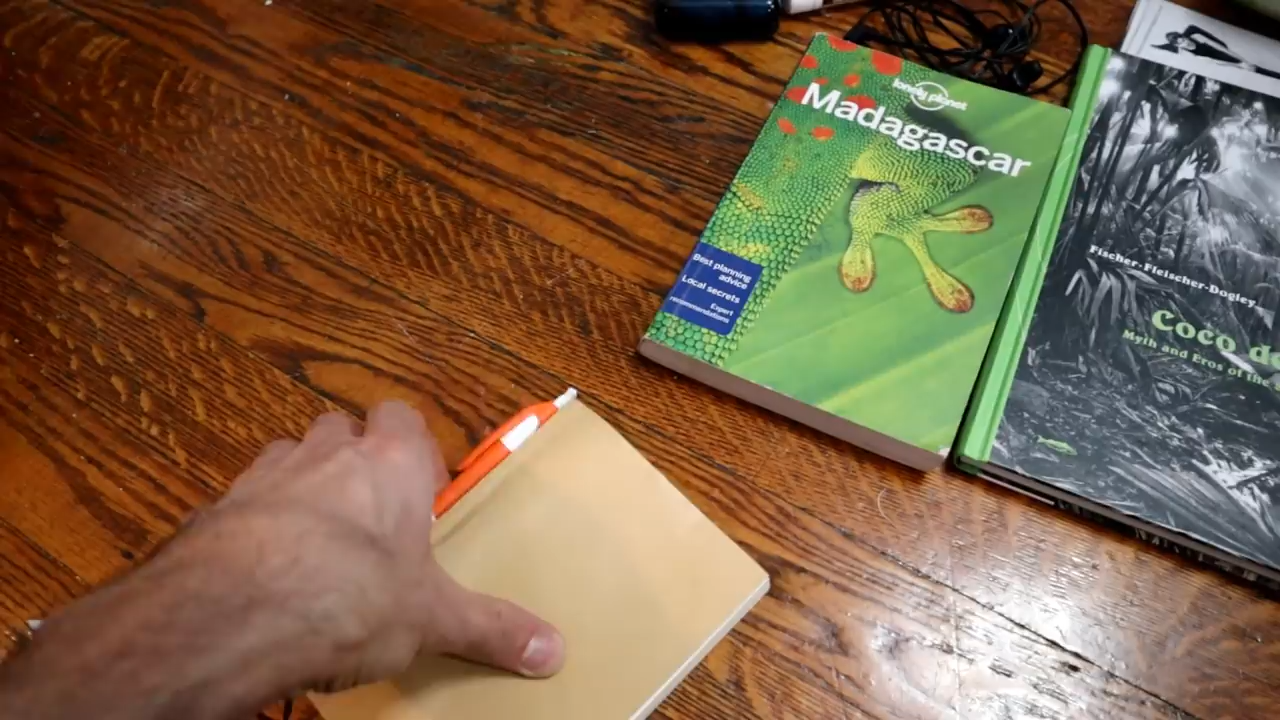 lonely planet
Madagascar
Best planning
advice
Local secrets
Expert
recommendations
Fischer-Fleischer-Dogley
Coco de
Myth and Eros of the